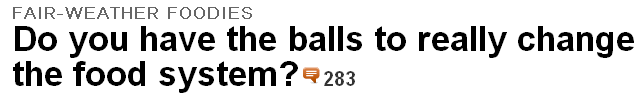 FAIR-WEATHER FOODIES
Do you have the balls to really change
the food system? 283